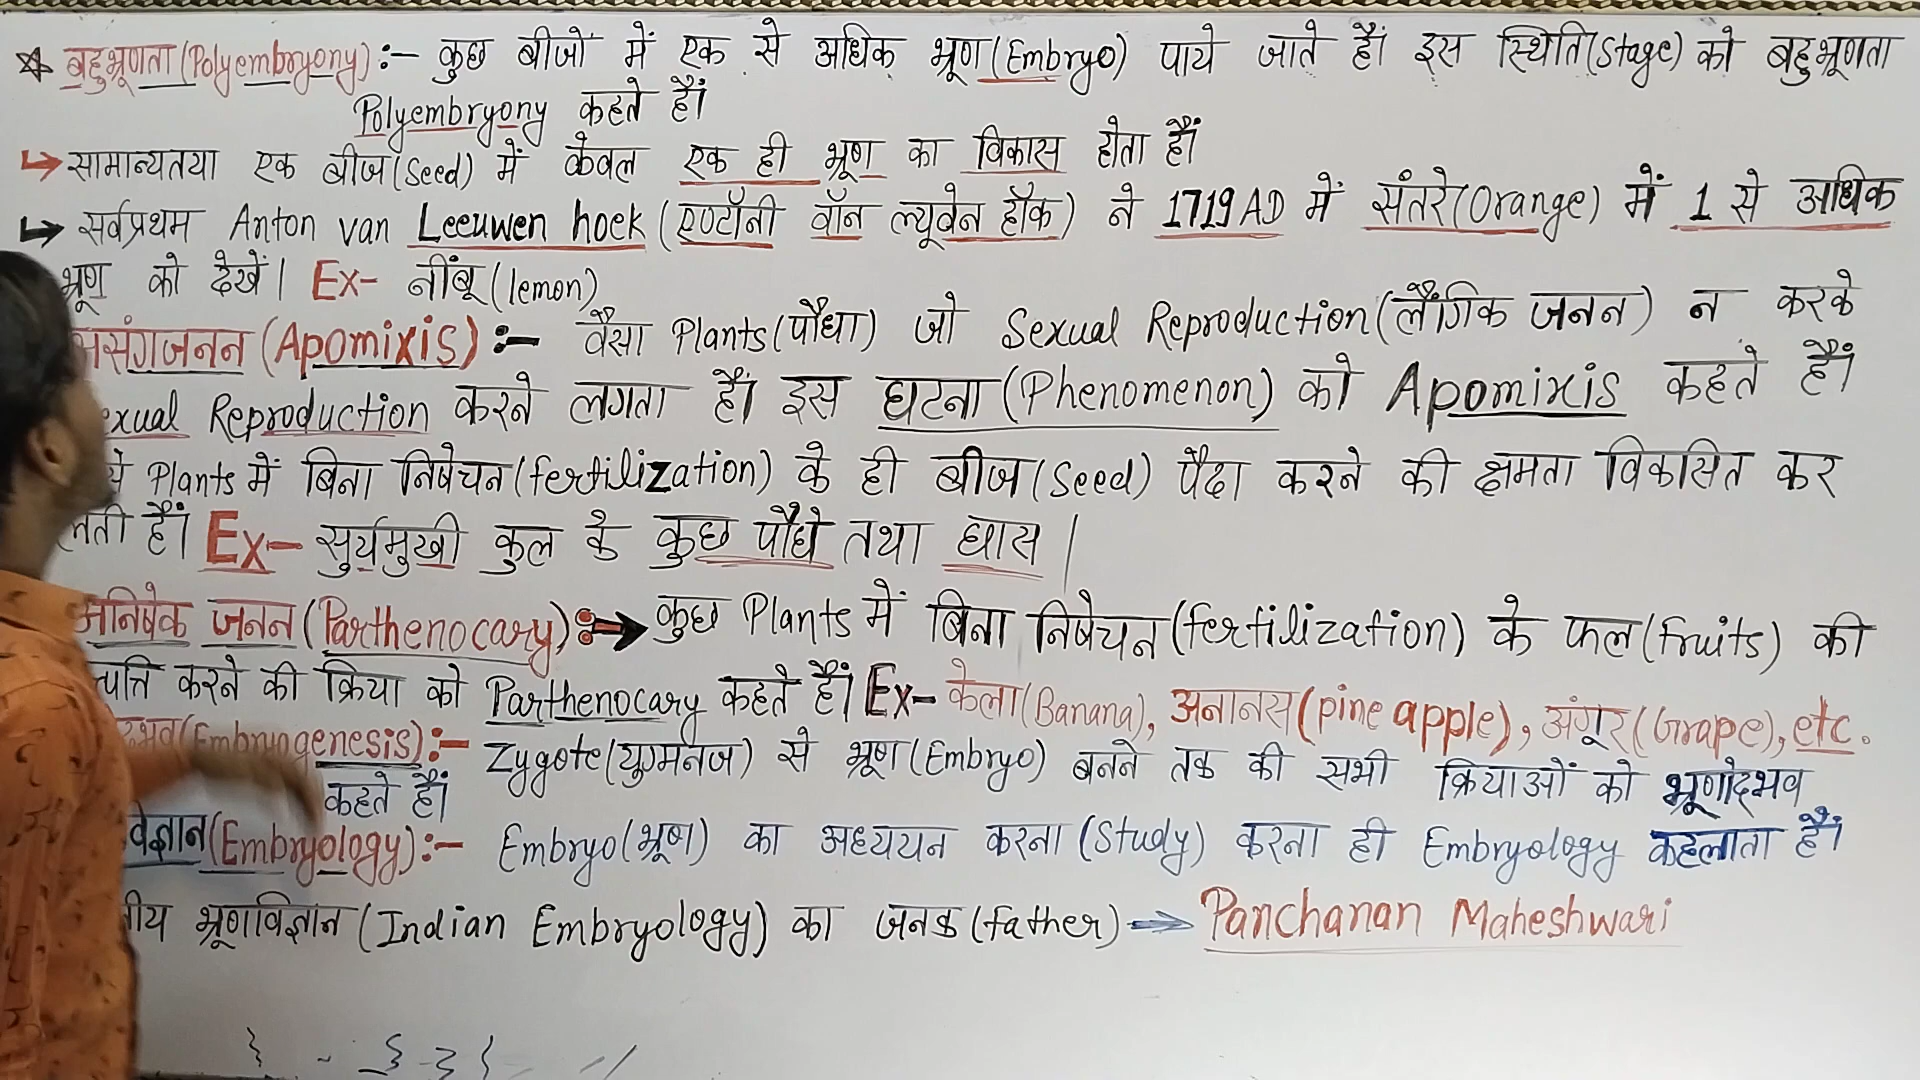 बहुभ्रूणता (Polyembryony) :- कुछ बीजों में एक से अधिक भ्रूण (Embryo) पाये जाते हैं। इस स्थिति (Stage) को बहुभ्रूणता
Polyembryony कहते हैं।
↳ सामान्यतया एक बीज (Seed) में केवल एक ही भ्रूण का विकास होता है।
↳ सर्वप्रथम Anton van Leeuwen hoek (एण्टॉनी वॉन ल्यूवेन हॉक) ने 1719 AD में संतरे (Orange) में 1 से अधिक
भ्रूण को देखें। Ex- नींबू (lemon)
असंगजनन (Apomixis) :- वैसा Plants (पौधा) जो Sexual Reproduction (लैंगिक जनन) न करके
exual Reproduction करने लगता हैं। इस घटना (Phenomenon) को Apomixis कहते हैं।
ये Plants में बिना निषेचन (fertilization) के ही बीज (Seed) पैदा करने की क्षमता विकसित कर
लेती हैं। Ex- सुर्यमुखी कुल के कुछ पौधे तथा घास।
अनिषेक जनन (Parthenocary) :→ कुछ Plants में बिना निषेचन (fertilization) के फल (fruits) की
त्पत्ति करने की क्रिया को Parthenocary कहते हैं। Ex- केला (Banana), अनानस (pine apple), अंगूर (Grape), etc.
द्भव (Embryogenesis) :- Zygote (युग्मनज) से भ्रूण (Embryo) बनने तक की सभी क्रियाओं को भ्रूणोद्भव
कहते हैं।
विज्ञान (Embryology) :- Embryo (भ्रूण) का अध्ययन करना (Study) करना ही Embryology कहलाता हैं।
तीय भ्रूणविज्ञान (Indian Embryology) का जनक (father) → Panchanan Maheshwari